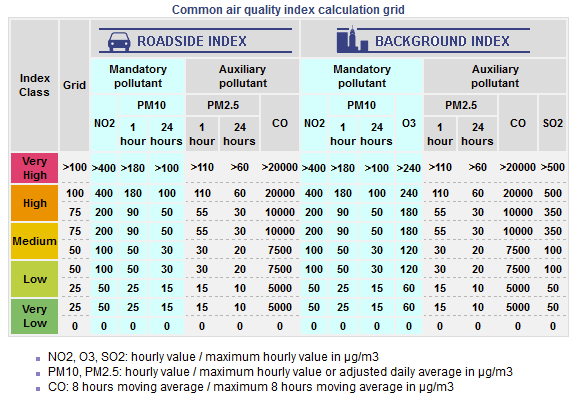 Common air quality index calculation grid
Index Class Grid ROADSIDE INDEX BACKGROUND INDEX
Mandatory pollutant Auxiliary pollutant Mandatory pollutant Auxiliary pollutant
NO2 PM10 PM2.5 CO NO2 PM10 O3 PM2.5 CO SO2
1 hour 24 hours 1 hour 24 hours 1 hour 24 hours 1 hour 24 hours
Very High >100 >400 >180 >100 >110 >60 >20000 >400 >180 >100 >240 >110 >60 >20000 >500
High 100 400 180 100 110 60 20000 400 180 100 240 110 60 20000 500
75 200 90 50 55 30 10000 200 90 50 180 55 30 10000 350
Medium 75 200 90 50 55 30 10000 200 90 50 180 55 30 10000 350
50 100 50 30 30 20 7500 100 50 30 120 30 20 7500 100
Low 50 100 50 30 30 20 7500 100 50 30 120 30 20 7500 100
25 50 25 15 15 10 5000 50 25 15 60 15 10 5000 50
Very Low 25 50 25 15 15 10 5000 50 25 15 60 15 10 5000 50
0 0 0 0 0 0 0 0 0 0 0 0 0 0 0
NO2, O3, SO2: hourly value / maximum hourly value in µg/m3
PM10, PM2.5: hourly value / maximum hourly value or adjusted daily average in µg/m3
CO: 8 hours moving average / maximum 8 hours moving average in µg/m3